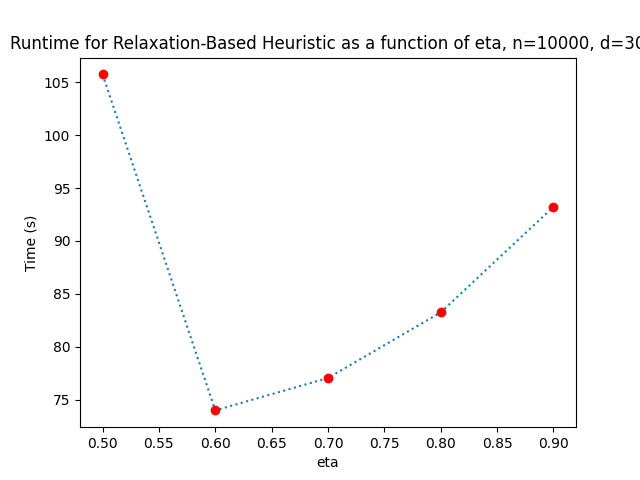 Runtime for Relaxation-Based Heuristic as a function of eta, n=10000, d=30
105
100
95
90
85
80
75
Time (s)
0.50 0.55 0.60 0.65 0.70 0.75 0.80 0.85 0.90
eta